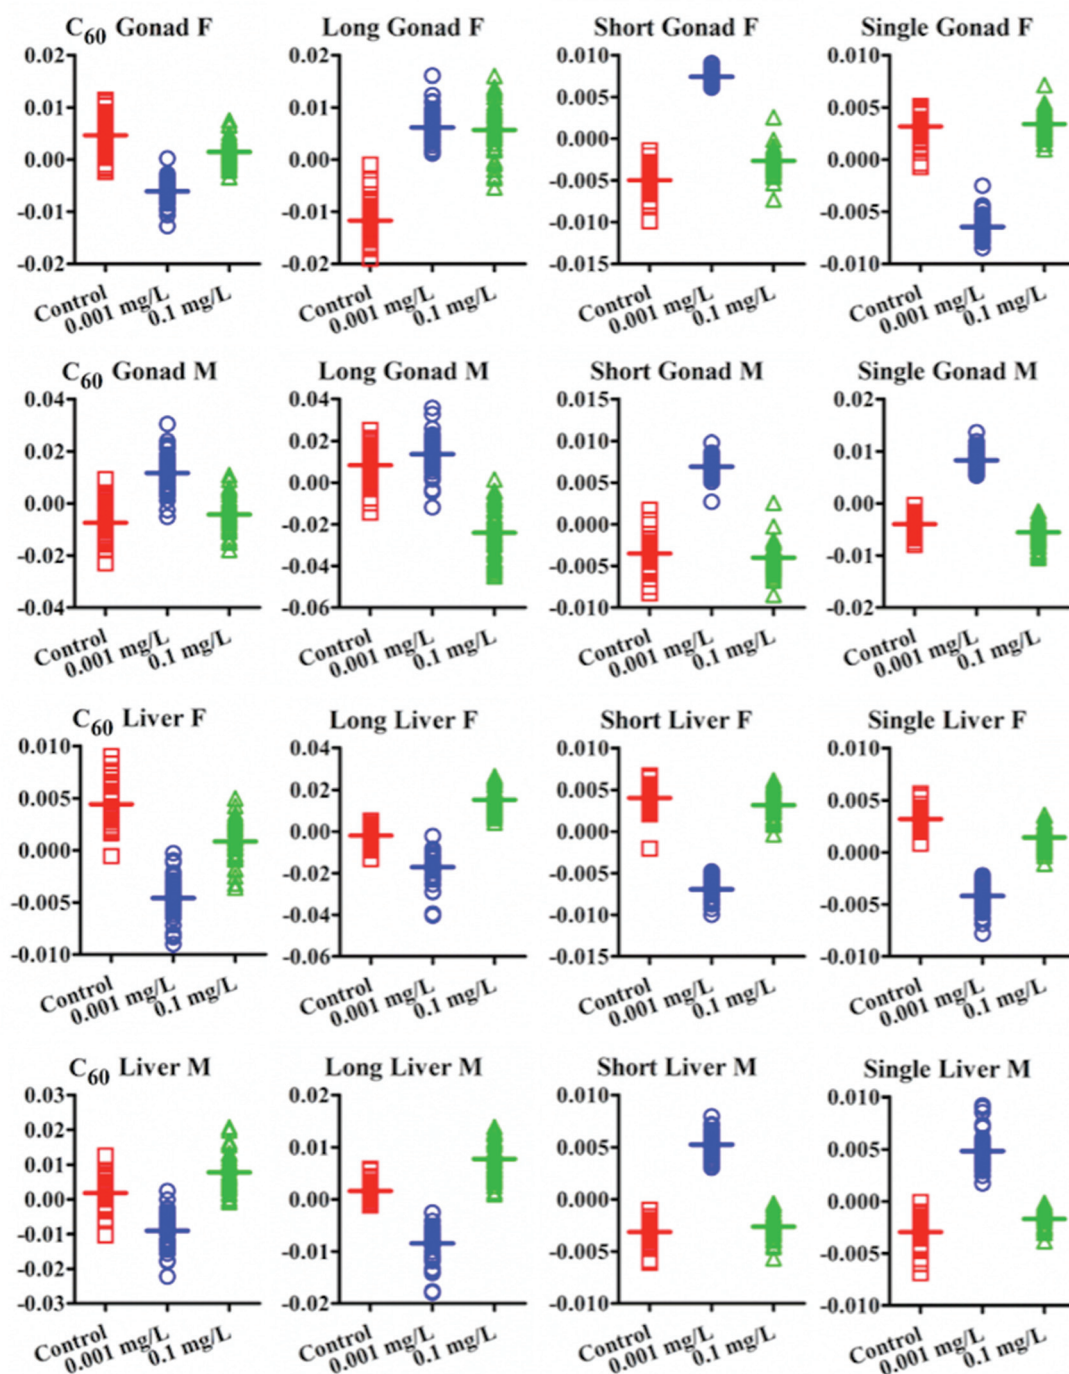 C60 Gonad F
Long Gonad F
Short Gonad F
Single Gonad F
0.02
0.01
0.00
-0.01
-0.02
Control
0.001 mg/L
0.1 mg/L
0.02
0.01
0.00
-0.01
-0.02
Control
0.001 mg/L
0.1 mg/L
0.010
0.005
0.000
-0.005
-0.010
-0.015
Control
0.001 mg/L
0.1 mg/L
0.010
0.005
0.000
-0.005
-0.010
Control
0.001 mg/L
0.1 mg/L
C60 Gonad M
Long Gonad M
Short Gonad M
Single Gonad M
0.04
0.02
0.00
-0.02
-0.04
Control
0.001 mg/L
0.1 mg/L
0.04
0.02
0.00
-0.02
-0.04
-0.06
Control
0.001 mg/L
0.1 mg/L
0.015
0.010
0.005
0.000
-0.005
-0.010
Control
0.001 mg/L
0.1 mg/L
0.02
0.01
0.00
-0.01
-0.02
Control
0.001 mg/L
0.1 mg/L
C60 Liver F
Long Liver F
Short Liver F
Single Liver F
0.010
0.005
0.000
-0.005
-0.010
Control
0.001 mg/L
0.1 mg/L
0.04
0.02
0.00
-0.02
-0.04
-0.06
Control
0.001 mg/L
0.1 mg/L
0.010
0.005
0.000
-0.005
-0.010
-0.015
Control
0.001 mg/L
0.1 mg/L
0.010
0.005
0.000
-0.005
-0.010
Control
0.001 mg/L
0.1 mg/L
C60 Liver M
Long Liver M
Short Liver M
Single Liver M
0.03
0.02
0.01
0.00
-0.01
-0.02
-0.03
Control
0.001 mg/L
0.1 mg/L
0.02
0.01
0.00
-0.01
-0.02
Control
0.001 mg/L
0.1 mg/L
0.010
0.005
0.000
-0.005
-0.010
Control
0.001 mg/L
0.1 mg/L
0.010
0.005
0.000
-0.005
-0.010
Control
0.001 mg/L
0.1 mg/L